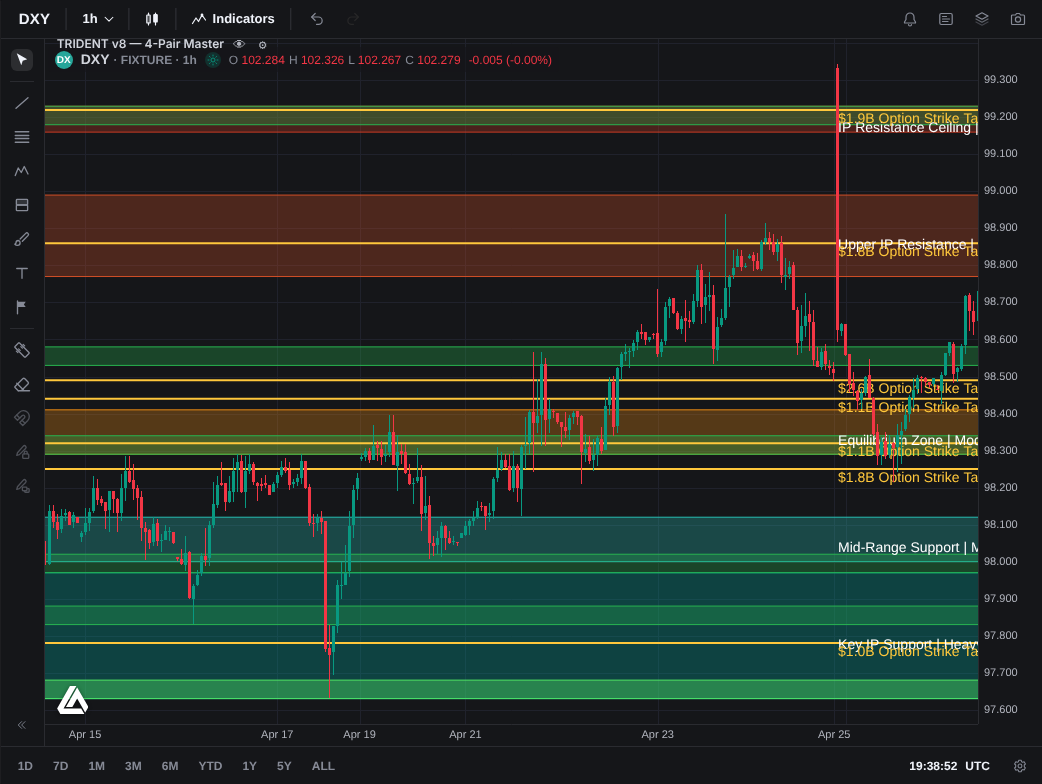 DXY 1h Indicators
TRIDENT v8 — 4-Pair Master
DX DXY · FIXTURE · 1h O 102.284 H 102.326 L 102.267 C 102.279 -0.005 (-0.00%)
99.300
99.200
99.100
99.000
98.900
98.800
98.700
98.600
98.500
98.400
98.300
98.200
98.100
98.000
97.900
97.800
97.700
97.600
$1.9B Option Strike Ta
IP Resistance Ceiling |
Upper IP Resistance |
$1.8B Option Strike Ta
$2.6B Option Strike Ta
$1.1B Option Strike Ta
Equilibrium Zone | Mod
$1.1B Option Strike Ta
$1.8B Option Strike Ta
Mid-Range Support | M
Key IP Support | Heav
$1.0B Option Strike Ta
Apr 15 Apr 17 Apr 19 Apr 21 Apr 23 Apr 25
1D 7D 1M 3M 6M YTD 1Y 5Y ALL 19:38:52 UTC